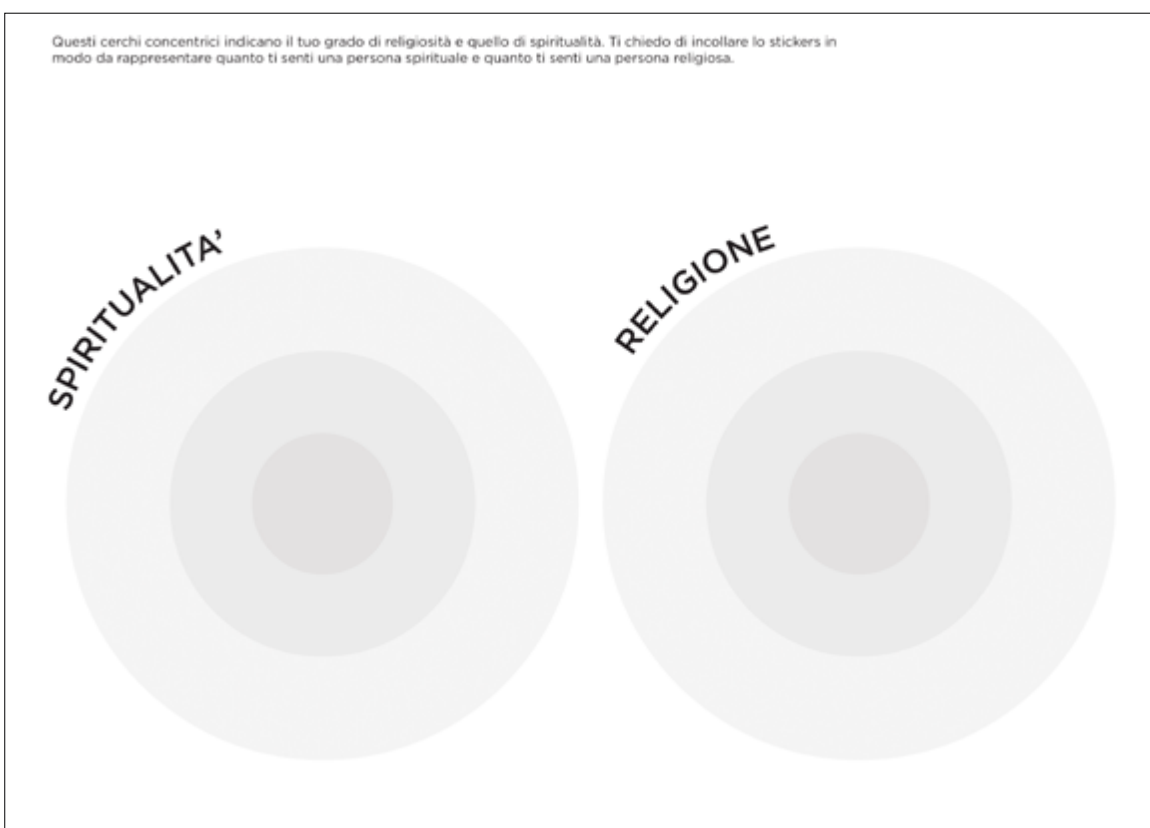 Questi cerchi concentrici indicano il tuo grado di religiosità e quello di spiritualità. Ti chiedo di incollare lo stickers in
modo da rappresentare quanto ti senti una persona spirituale e quanto ti senti una persona religiosa.
SPIRITUALITA'
RELIGIONE